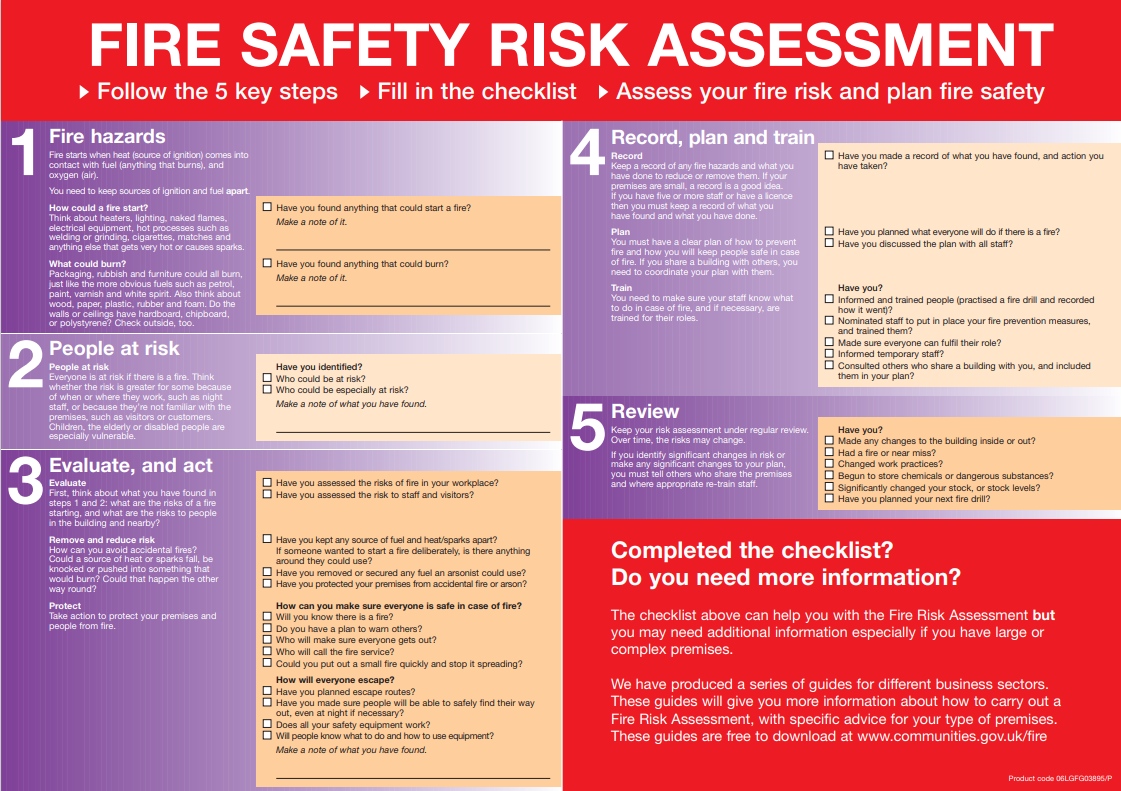 FIRE SAFETY RISK ASSESSMENT
Follow the 5 key steps
Fill in the checklist
Assess your fire risk and plan fire safety
1
Fire hazards
Fire starts when heat (source of ignition) comes into
contact with fuel (anything that burns), and
oxygen (air).
You need to keep sources of ignition and fuel apart.
How could a fire start?
Think about heaters, lighting, naked flames,
electrical equipment, hot processes such as
welding or grinding, cigarettes, matches and
anything else that gets very hot or causes sparks.
What could burn?
Packaging, rubbish and furniture could all burn,
just like the more obvious fuels such as petrol,
paint, varnish and white spirit. Also think about
wood, paper, plastic, rubber and foam. Do the
walls or ceilings have hardboard, chipboard,
or polystyrene? Check outside, too.
Have you found anything that could start a fire?
Make a note of it.
Have you found anything that could burn?
Make a note of it.
2
People at risk
People at risk
Everyone is at risk if there is a fire. Think
whether the risk is greater for some because
of when or where they work, such as night
staff, or because they're not familiar with the
premises, such as visitors or customers.
Children, the elderly or disabled people are
especially vulnerable.
Have you identified?
Who could be at risk?
Who could be especially at risk?
Make a note of what you have found.
3
Evaluate, and act
Evaluate
First, think about what you have found in
steps 1 and 2: what are the risks of a fire
starting, and what are the risks to people
in the building and nearby?
Remove and reduce risk
How can you avoid accidental fires?
Could a source of heat or sparks fall, be
knocked or pushed into something that
would burn? Could that happen the other
way round?
Protect
Take action to protect your premises and
people from fire.
Have you assessed the risks of fire in your workplace?
Have you assessed the risk to staff and visitors?
Have you kept any source of fuel and heat/sparks apart?
If someone wanted to start a fire deliberately, is there anything
around they could use?
Have you removed or secured any fuel an arsonist could use?
Have you protected your premises from accidental fire or arson?
How can you make sure everyone is safe in case of fire?
Will you know there is a fire?
Do you have a plan to warn others?
Who will make sure everyone gets out?
Who will call the fire service?
Could you put out a small fire quickly and stop it spreading?
How will everyone escape?
Have you planned escape routes?
Have you made sure people will be able to safely find their way
out, even at night if necessary?
Does all your safety equipment work?
Will people know what to do and how to use equipment?
Make a note of what you have found.
4
Record, plan and train
Record
Keep a record of any fire hazards and what you
have done to reduce or remove them. If your
premises are small, a record is a good idea.
If you have five or more staff or have a licence
then you must keep a record of what you
have found and what you have done.
Plan
You must have a clear plan of how to prevent
fire and how you will keep people safe in case
of fire. If you share a building with others, you
need to coordinate your plan with them.
Train
You need to make sure your staff know what
to do in case of fire, and if necessary, are
trained for their roles.
Have you made a record of what you have found, and action you
have taken?
Have you planned what everyone will do if there is a fire?
Have you discussed the plan with all staff?
Have you?
Informed and trained people (practised a fire drill and recorded
how it went)?
Nominated staff to put in place your fire prevention measures,
and trained them?
Made sure everyone can fulfil their role?
Informed temporary staff?
Consulted others who share a building with you, and included
them in your plan?
5
Review
Keep your risk assessment under regular review.
Over time, the risks may change.
If you identify significant changes in risk or
make any significant changes to your plan,
you must tell others who share the premises
and where appropriate re-train staff.
Have you?
Made any changes to the building inside or out?
Had a fire or near miss?
Changed work practices?
Begun to store chemicals or dangerous substances?
Significantly changed your stock, or stock levels?
Have you planned your next fire drill?
Completed the checklist?
Do you need more information?
The checklist above can help you with the Fire Risk Assessment but
you may need additional information especially if you have large or
complex premises.
We have produced a series of guides for different business sectors.
These guides will give you more information about how to carry out a
Fire Risk Assessment, with specific advice for your type of premises.
These guides are free to download at www.communities.gov.uk/fire
Product code 06LGFG03895/P